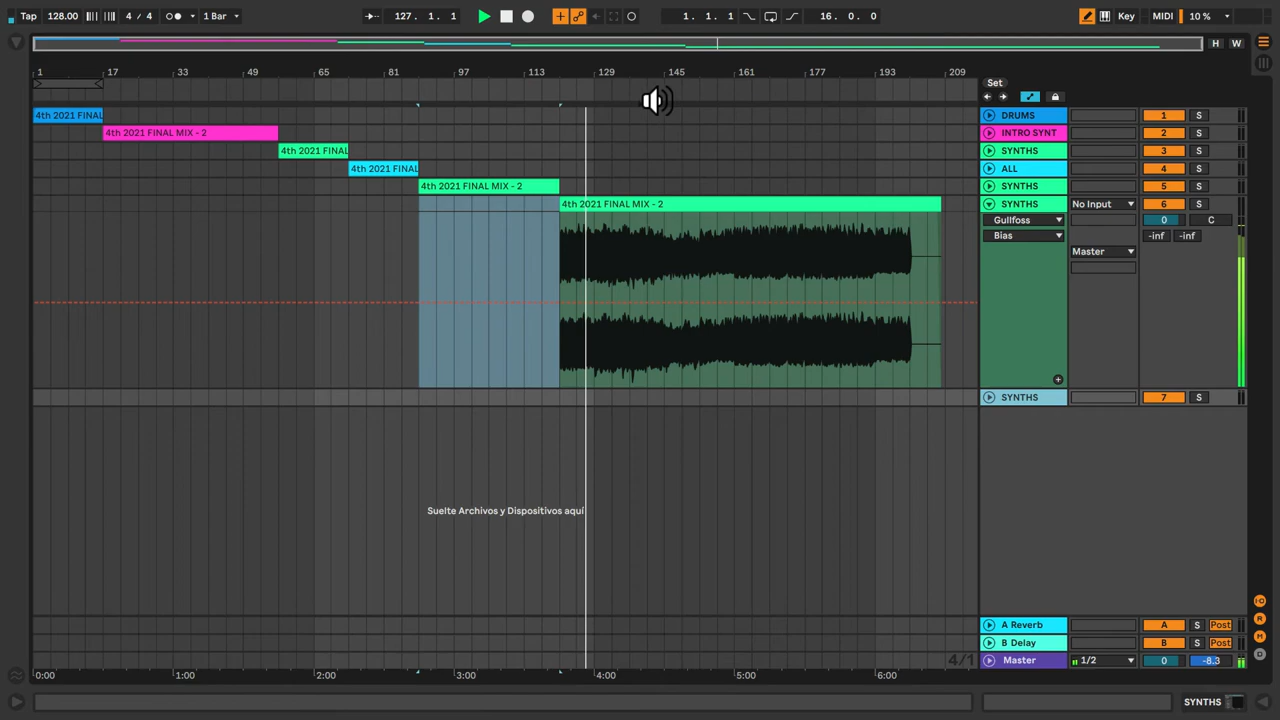 Tap 128.00 4 / 4 1 Bar 127. 1. 1 1. 1. 1 16. 0. 0 Key MIDI 10 %
H W
1 17 33 49 65 81 97 113 129 145 161 177 193 209
Set
4th 2021 FINAL DRUMS 1 S
4th 2021 FINAL MIX - 2 INTRO SYNT 2 S
4th 2021 FINAL SYNTHS 3 S
4th 2021 FINAL ALL 4 S
4th 2021 FINAL MIX - 2 SYNTHS 5 S
4th 2021 FINAL MIX - 2 SYNTHS No Input 6 S
Gullfoss 0 C
Bias -inf -inf
Master
SYNTHS 7 S
Suelte Archivos y Dispositivos aquí
A Reverb A S Post
B Delay B S Post
4/1 Master 1/2 0 -8.3
0:00 1:00 2:00 3:00 4:00 5:00 6:00
SYNTHS